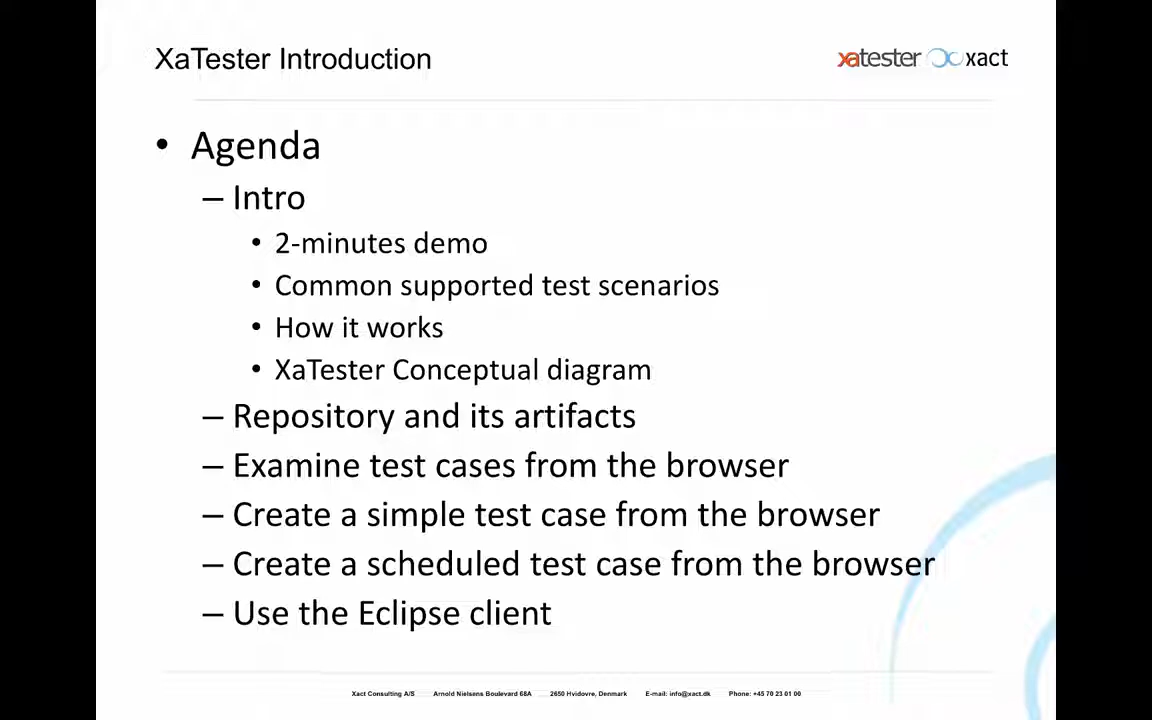 XaTester Introduction
xatester xact
• Agenda
– Intro
• 2-minutes demo
• Common supported test scenarios
• How it works
• XaTester Conceptual diagram
– Repository and its artifacts
– Examine test cases from the browser
– Create a simple test case from the browser
– Create a scheduled test case from the browser
– Use the Eclipse client
Xact Consulting A/S Arnold Nielsens Boulevard 68A 2650 Hvidovre, Denmark E-mail: info@xact.dk Phone: +45 70 23 01 00